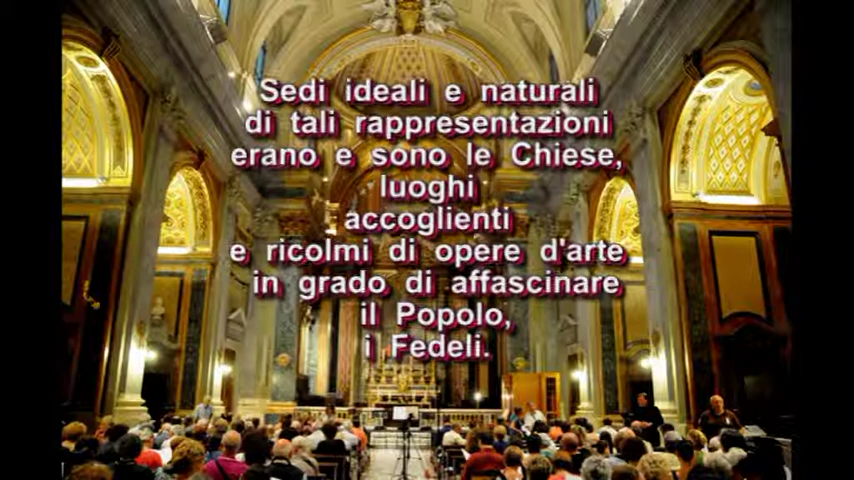 Sedi ideali e naturali
di tali rappresentazioni
erano e sono le Chiese,
luoghi
accoglienti
e ricolmi di opere d'arte
in grado di affascinare
il Popolo,
i Fedeli.